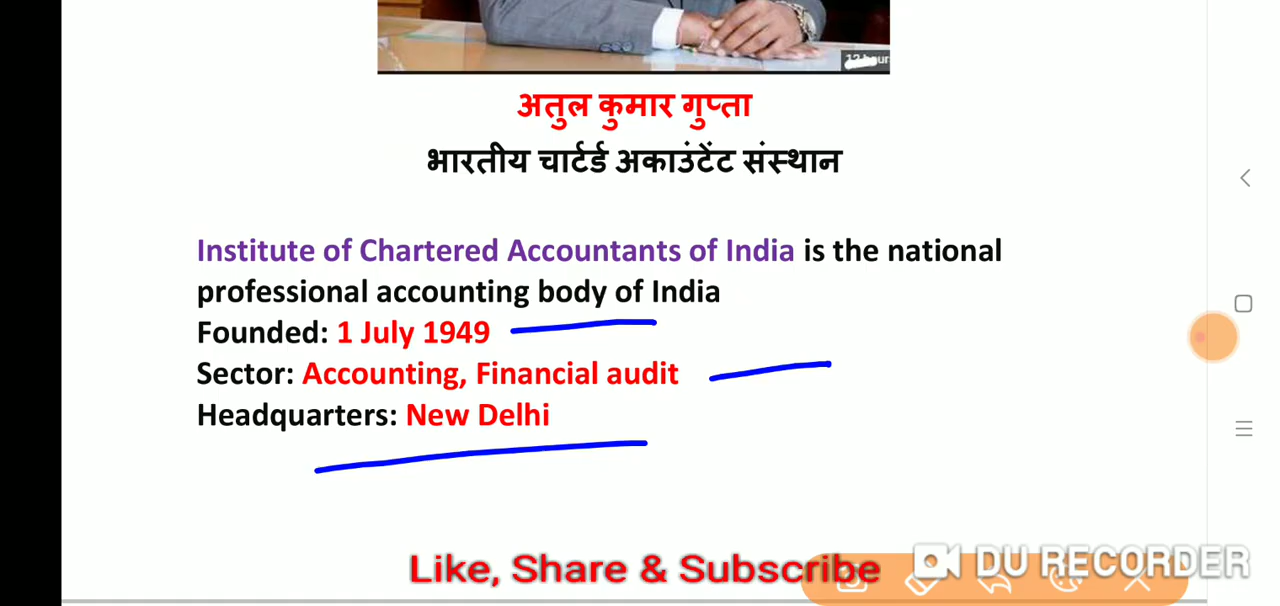 अतुल कुमार गुप्ता
भारतीय चार्टर्ड अकाउंटेंट संस्थान
Institute of Chartered Accountants of India is the national
professional accounting body of India
Founded: 1 July 1949
Sector: Accounting, Financial audit
Headquarters: New Delhi
Like, Share & Subscribe
DU RECORDER